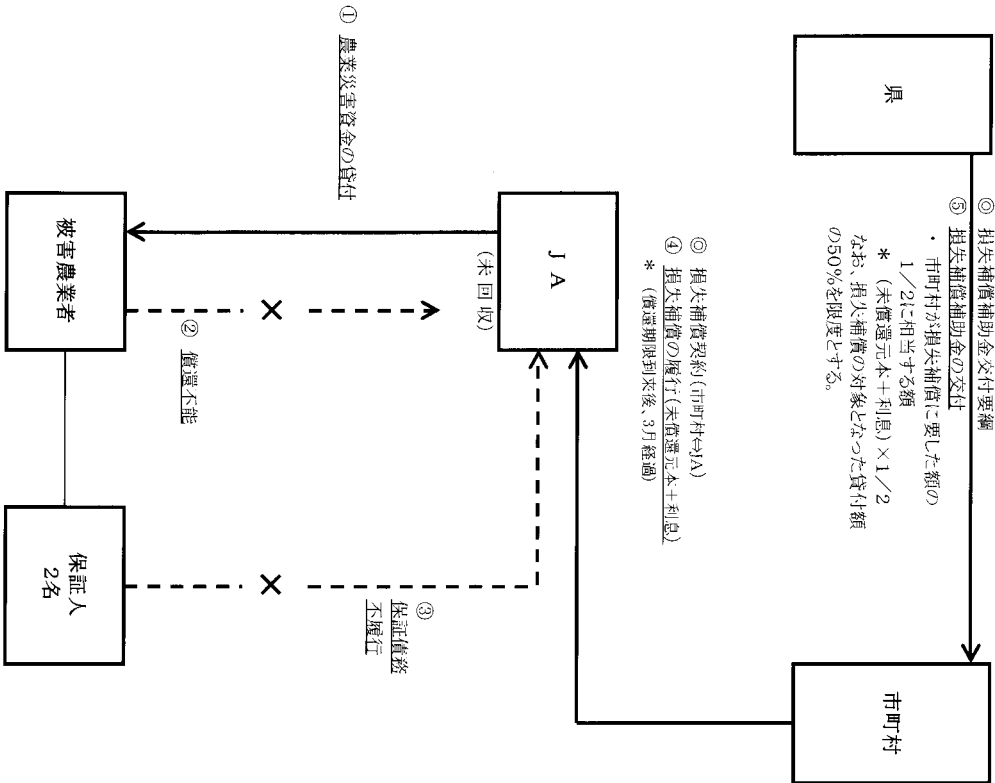 県
◎ 損失補償補助金交付要綱
⑤ 損失補償補助金の交付
・ 市町村が損失補償に要した額の
1/2に相当する額
* (未償還元本+利息)×1/2
なお、損失補償の対象となった貸付額
の50%を限度とする。
市町村
① 農業災害資金の貸付
JA
(未回収)
◎ 損失補償契約(市町村⇔JA)
④ 損失補償の履行(未償還元本+利息)
* (償還期限到来後、3月経過)
被害農業者
② 償還不能
③
保証債務
不履行
保証人
2名